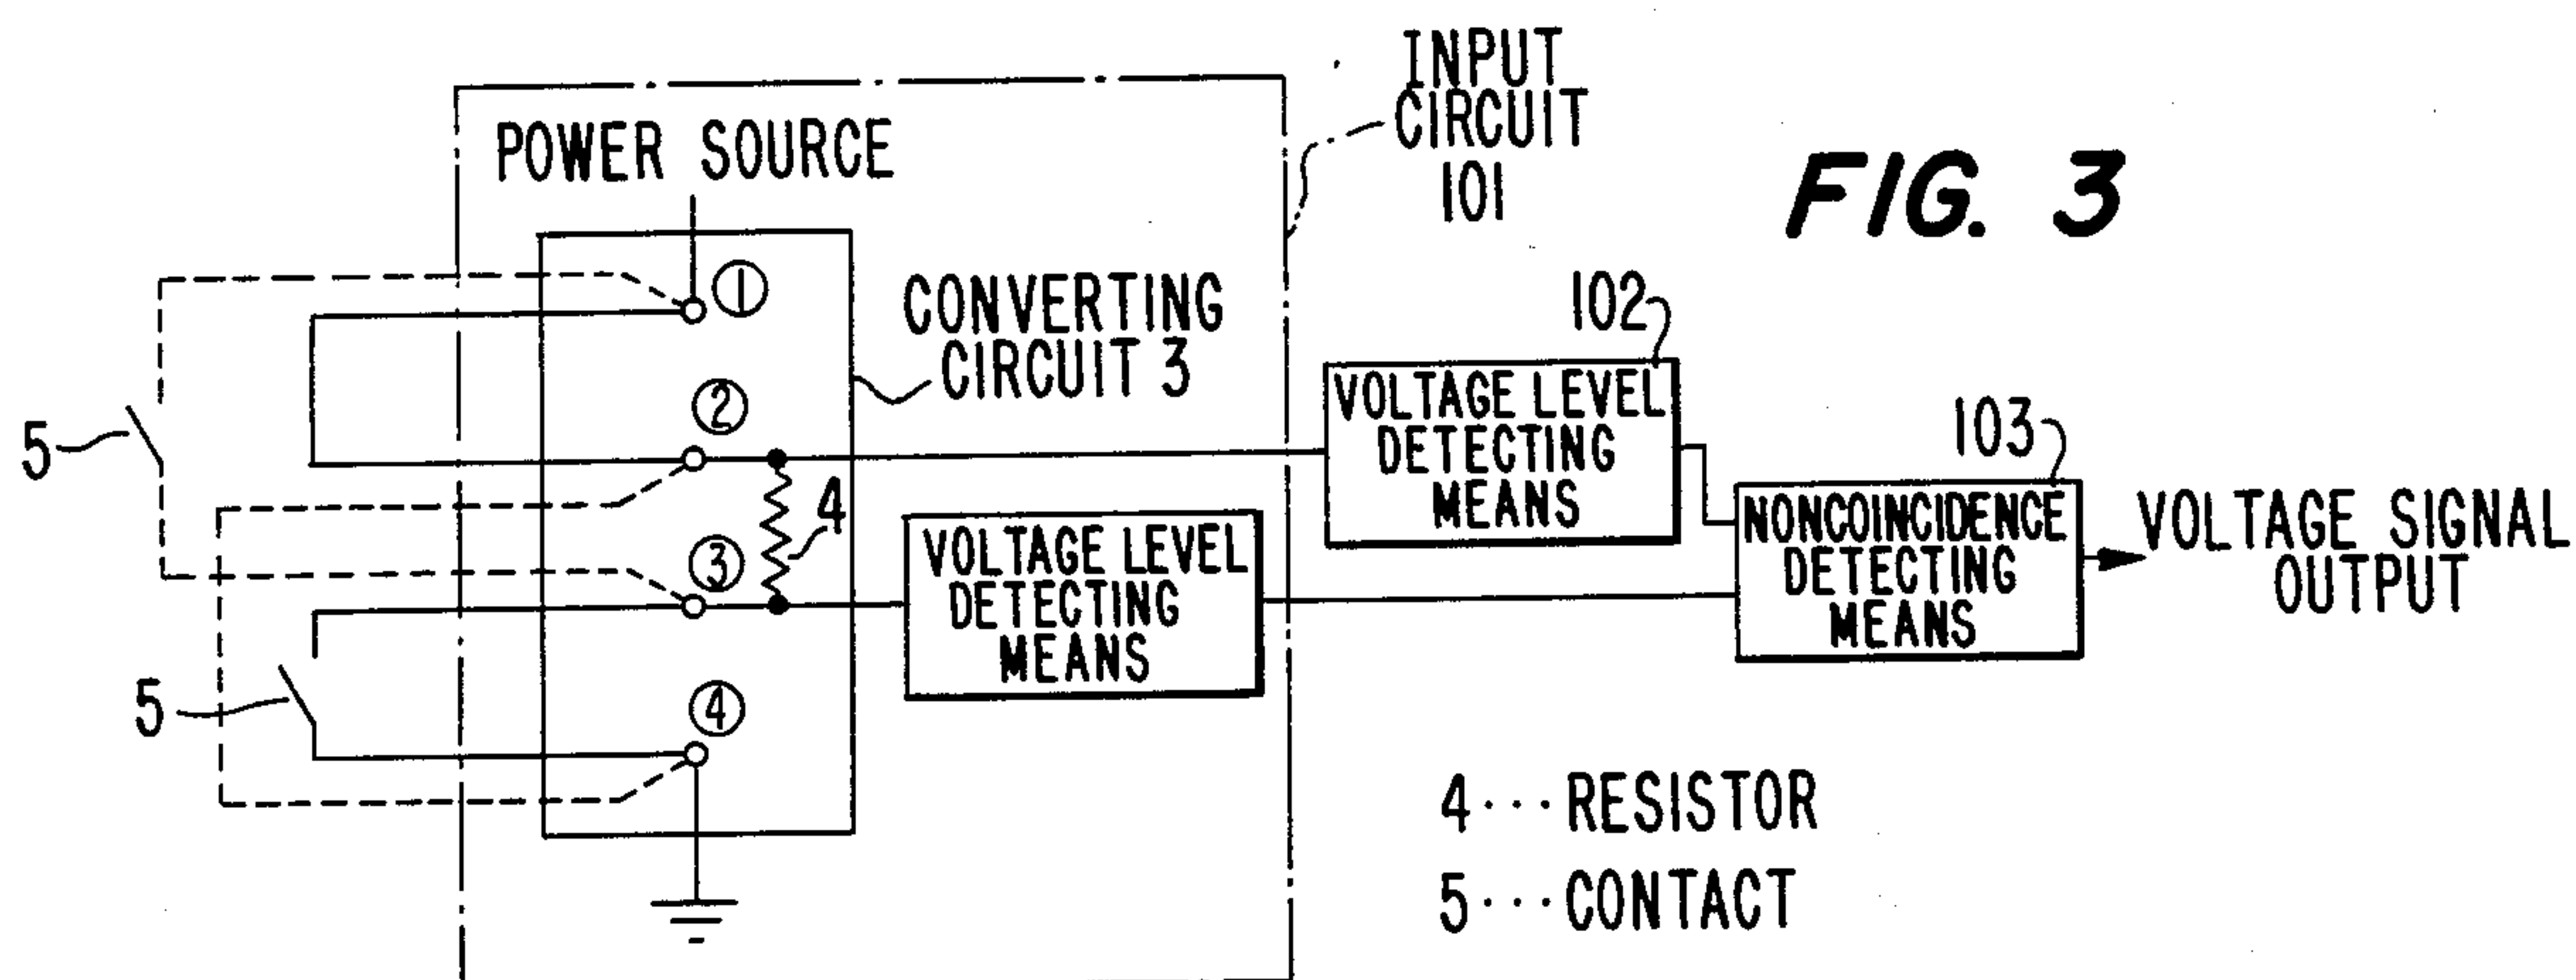 INPUT
CIRCUIT
101
POWER SOURCE
FIG. 3
①
CONVERTING
CIRCUIT 3
102
②
VOLTAGE LEVEL
DETECTING
MEANS
103
5
4
③
VOLTAGE LEVEL
DETECTING
MEANS
NONCOINCIDENCE
DETECTING
MEANS
VOLTAGE SIGNAL
OUTPUT
5
④
4···RESISTOR
5···CONTACT